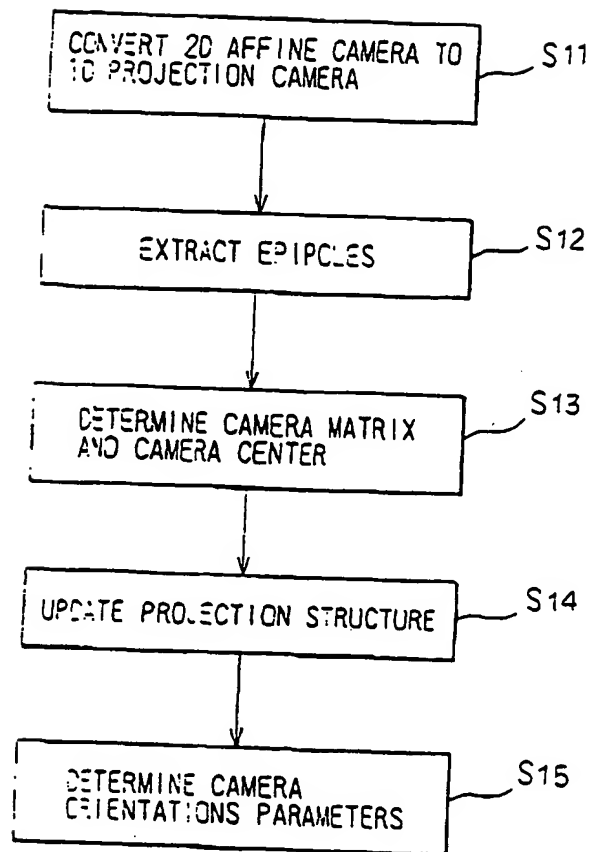 CONVERT 2D AFFINE CAMERA TO
1D PROJECTION CAMERA
S11
EXTRACT EPIPOLES
S12
DETERMINE CAMERA MATRIX
AND CAMERA CENTER
S13
UPDATE PROJECTION STRUCTURE
S14
DETERMINE CAMERA
ORIENTATIONS PARAMETERS
S15